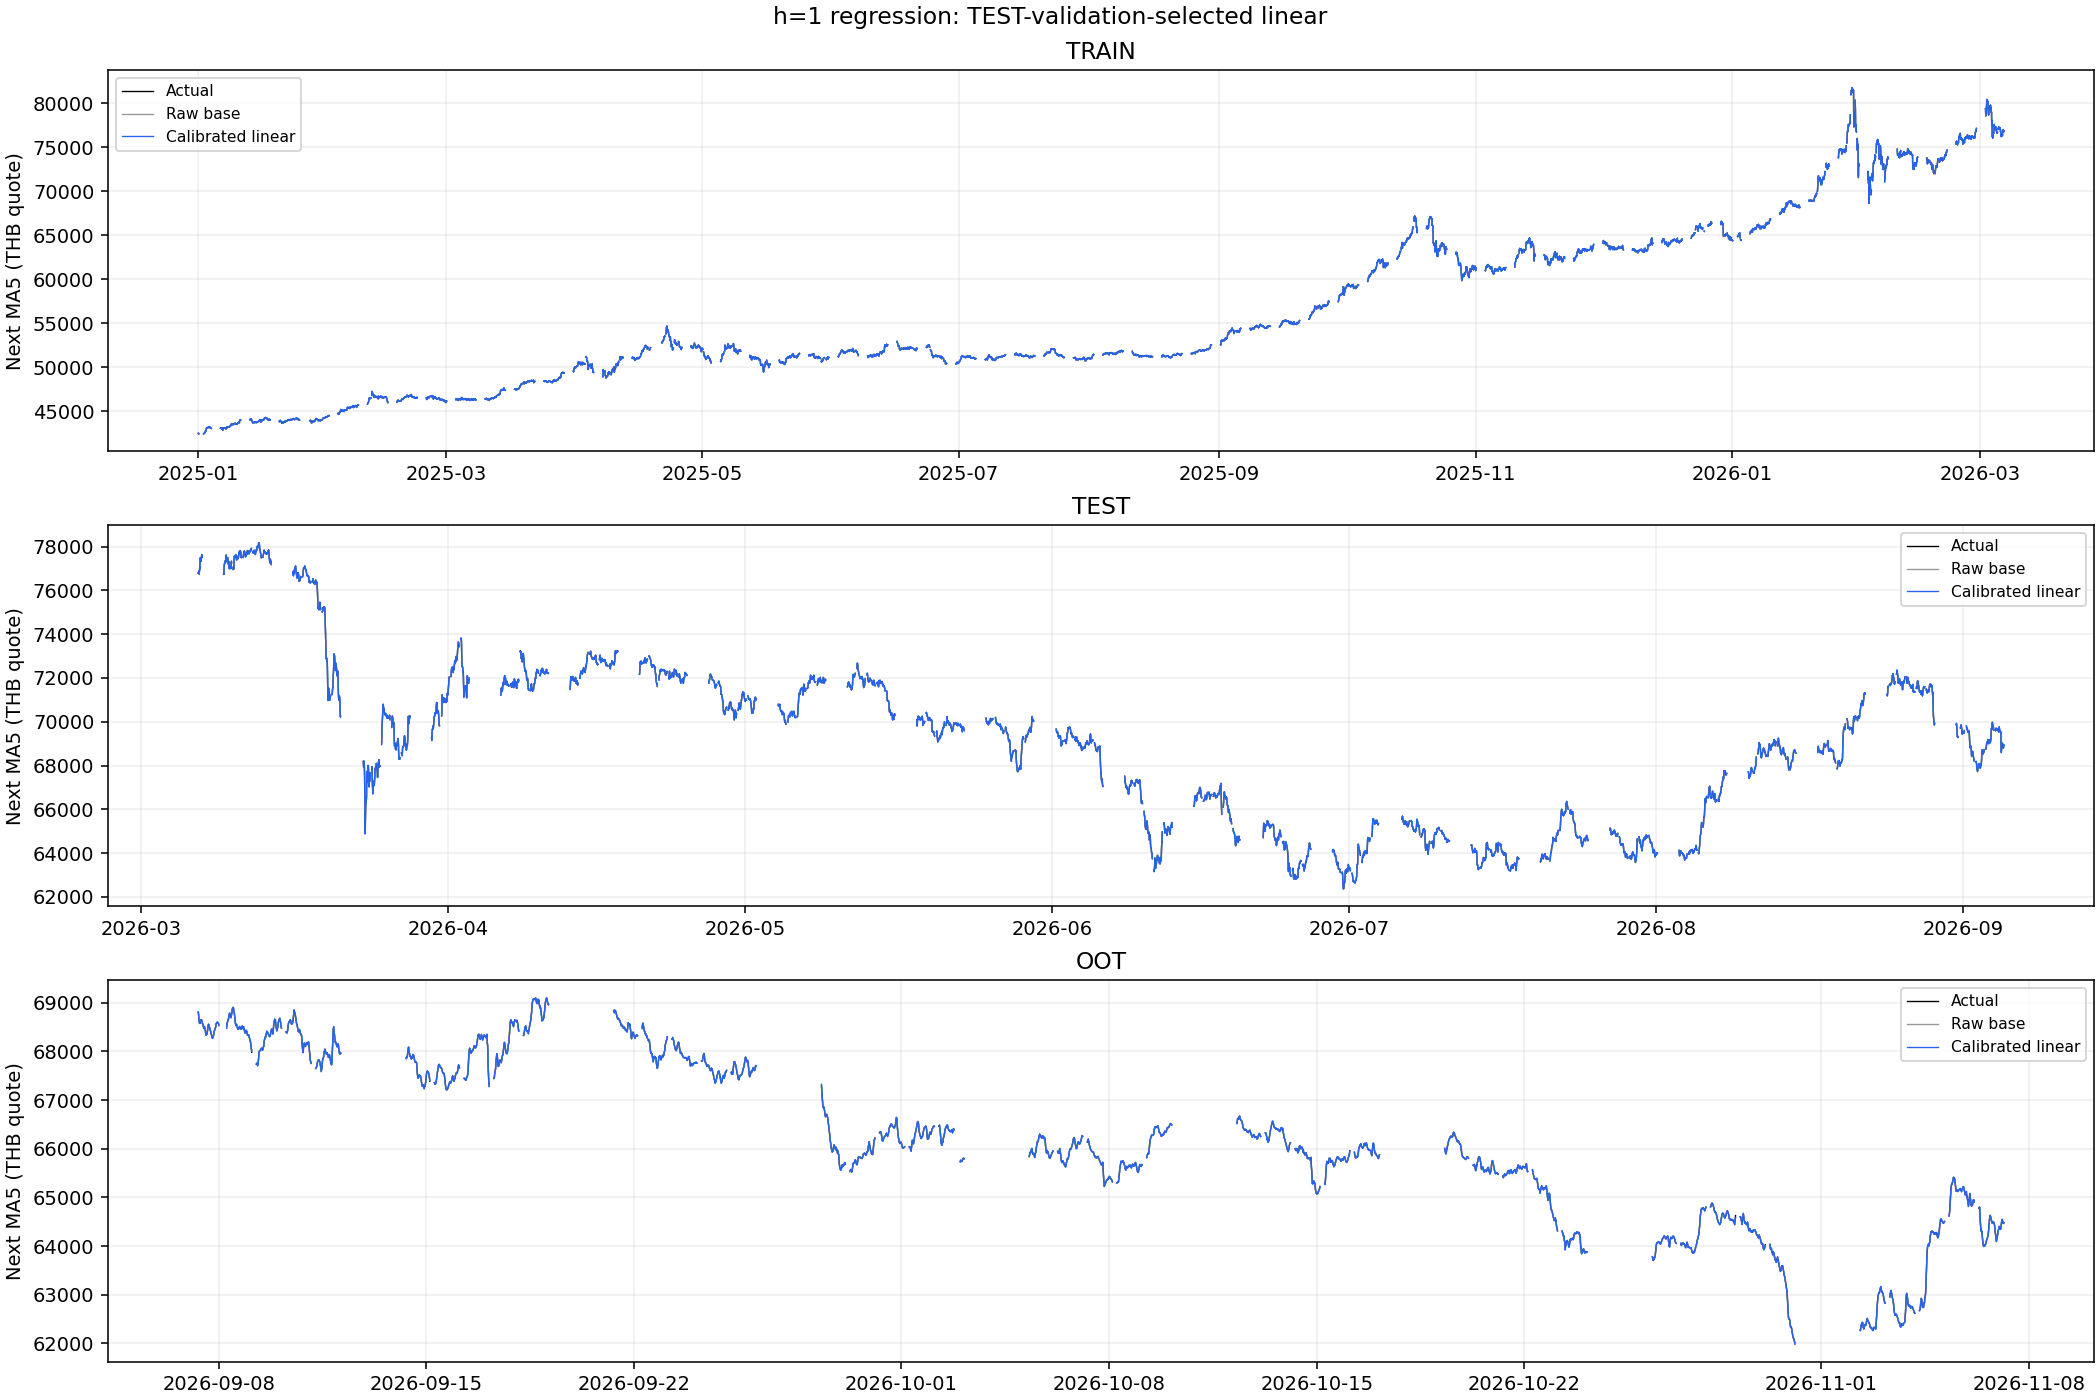 h=1 regression: TEST-validation-selected linear
TRAIN
Next MA5 (THB quote)
80000
75000
70000
65000
60000
55000
50000
45000
Actual
Raw base
Calibrated linear
2025-01 2025-03 2025-05 2025-07 2025-09 2025-11 2026-01 2026-03
TEST
Next MA5 (THB quote)
78000
76000
74000
72000
70000
68000
66000
64000
62000
Actual
Raw base
Calibrated linear
2026-03 2026-04 2026-05 2026-06 2026-07 2026-08 2026-09
OOT
Next MA5 (THB quote)
69000
68000
67000
66000
65000
64000
63000
62000
Actual
Raw base
Calibrated linear
2026-09-08 2026-09-15 2026-09-22 2026-10-01 2026-10-08 2026-10-15 2026-10-22 2026-11-01 2026-11-08